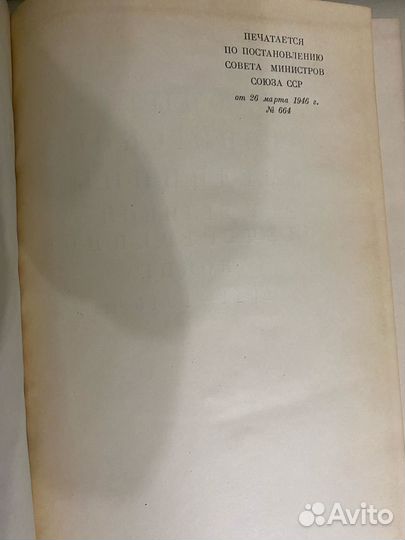 ПЕЧАТАЕТСЯ
ПО ПОСТАНОВЛЕНИЮ
СОВЕТА МИНИСТРОВ
СОЮЗА ССР
от 26 марта 1946 г.
№ 664
Avito